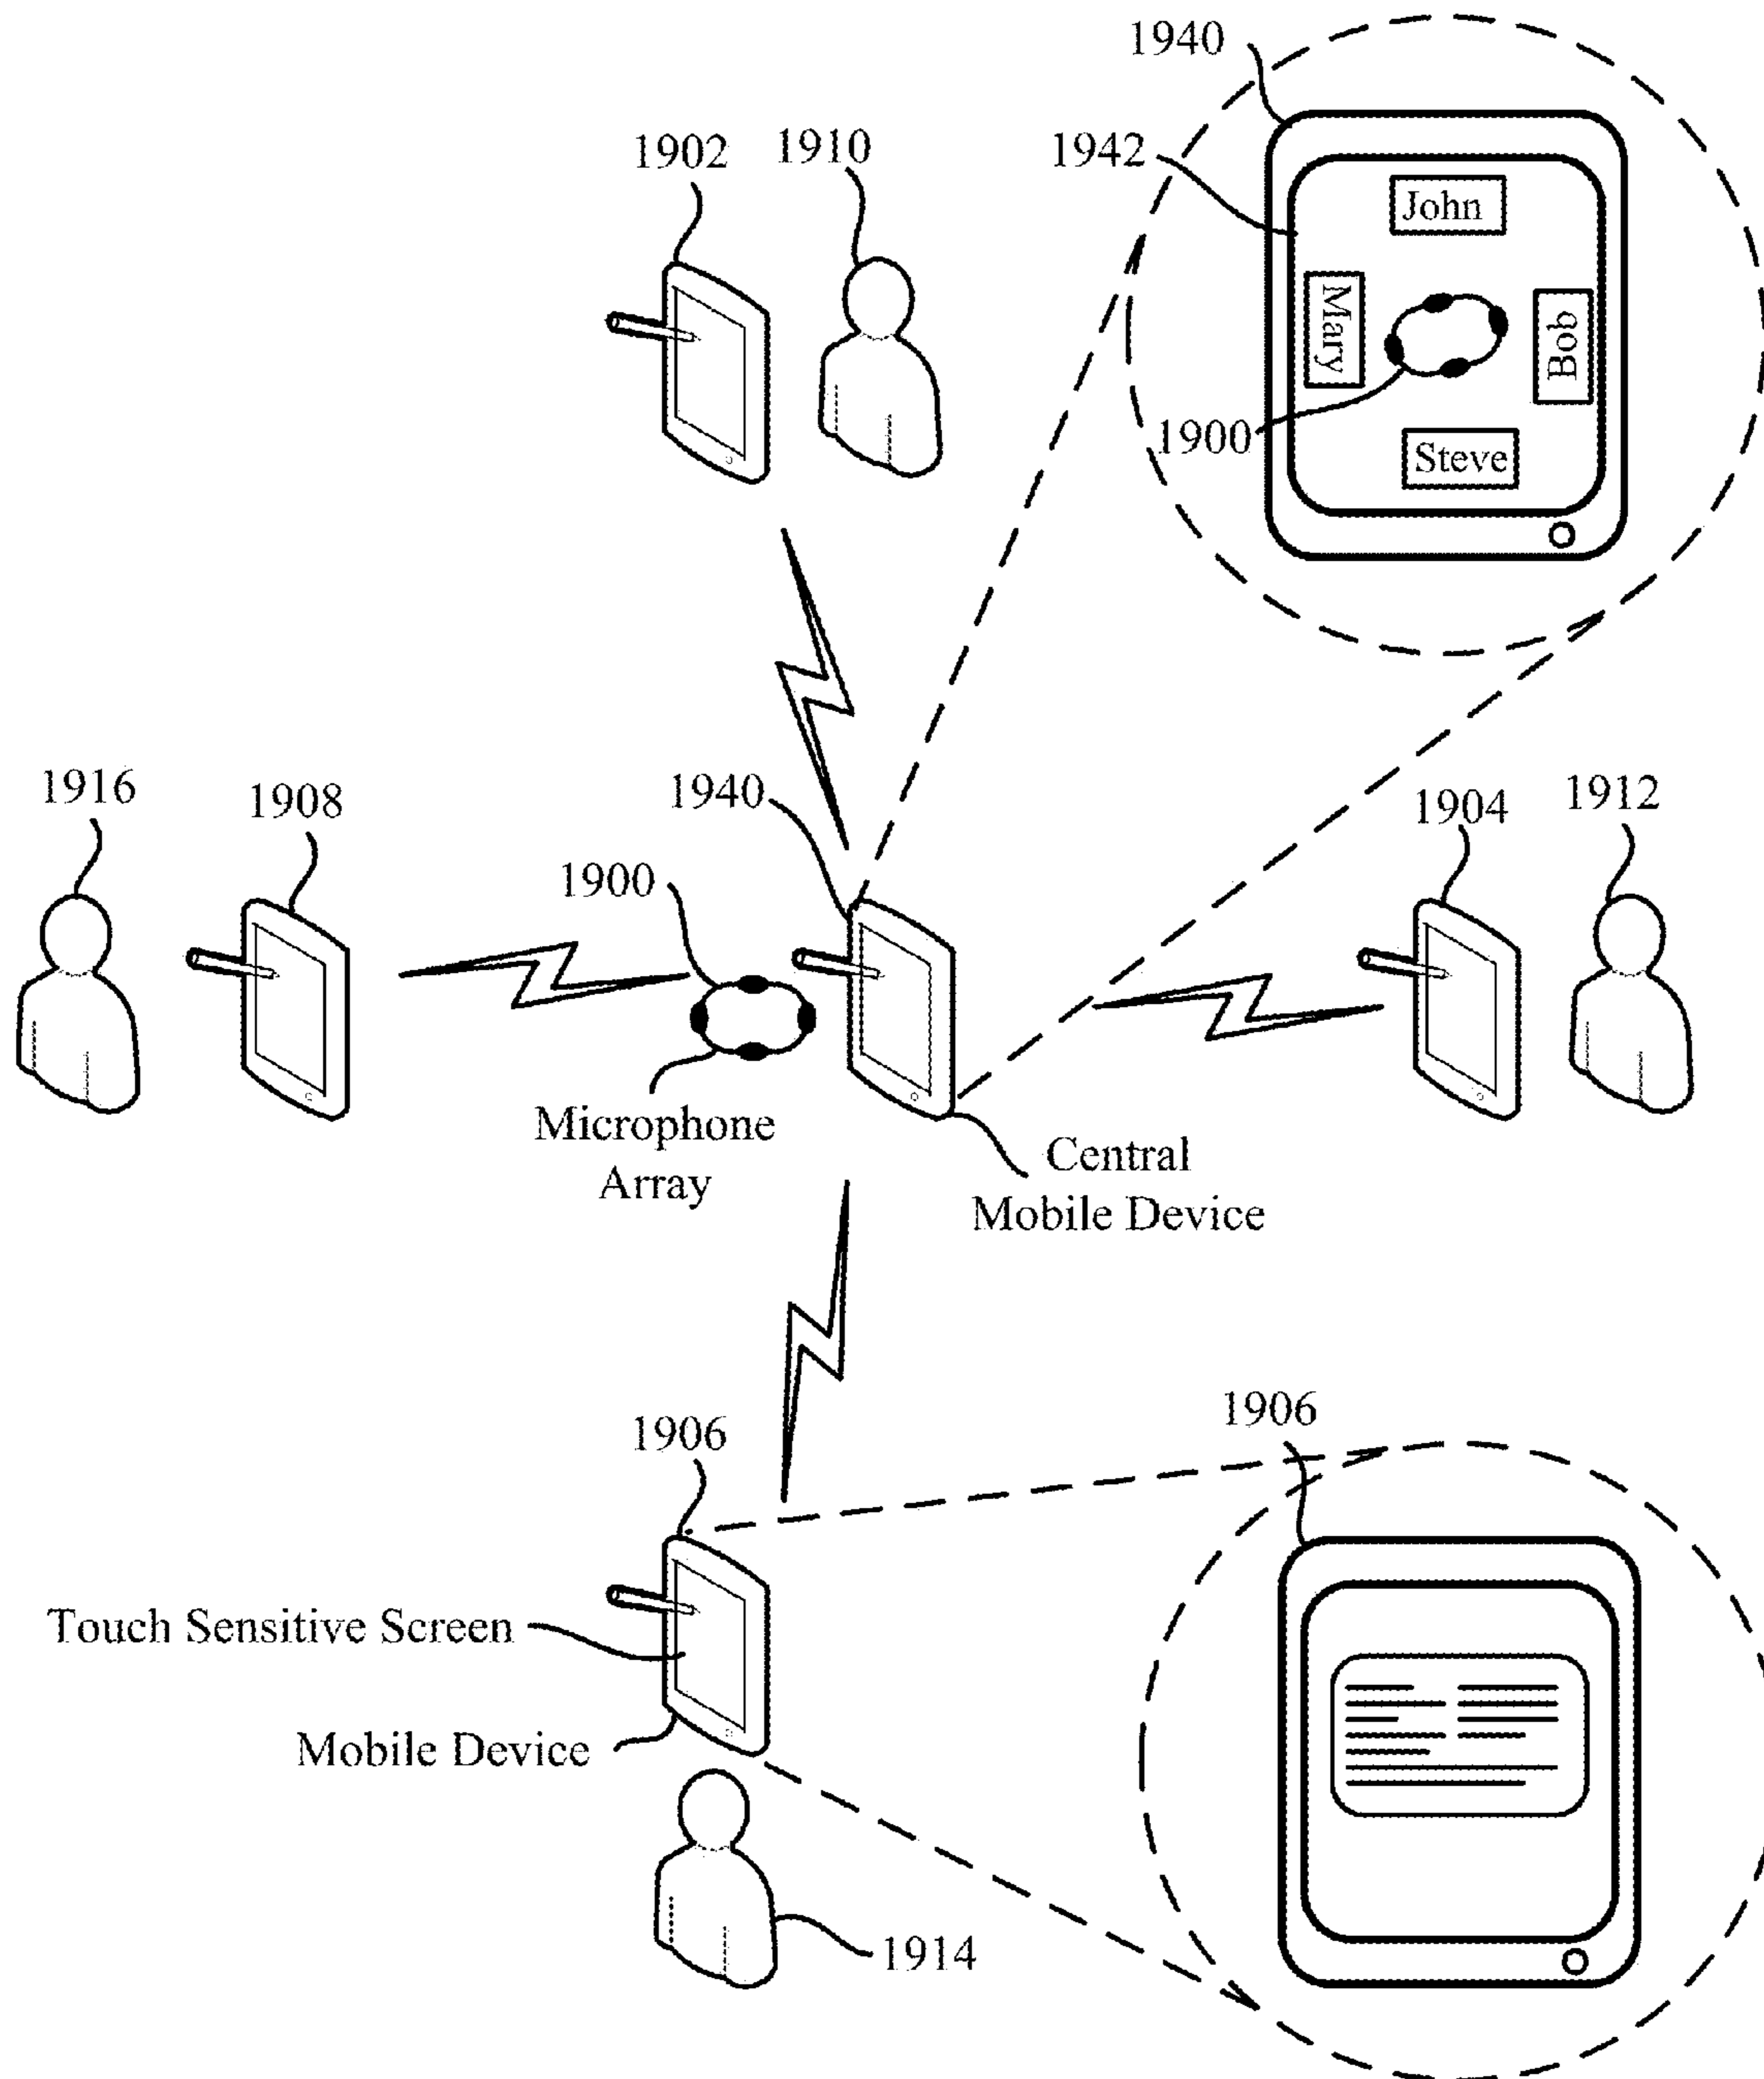 1940
1942
John
Mary
Bob
1900
Steve
1902
1910
1916
1908
1940
1900
1904
1912
Microphone
Array
Central
Mobile Device
1906
1906
Touch Sensitive Screen
Mobile Device
1914